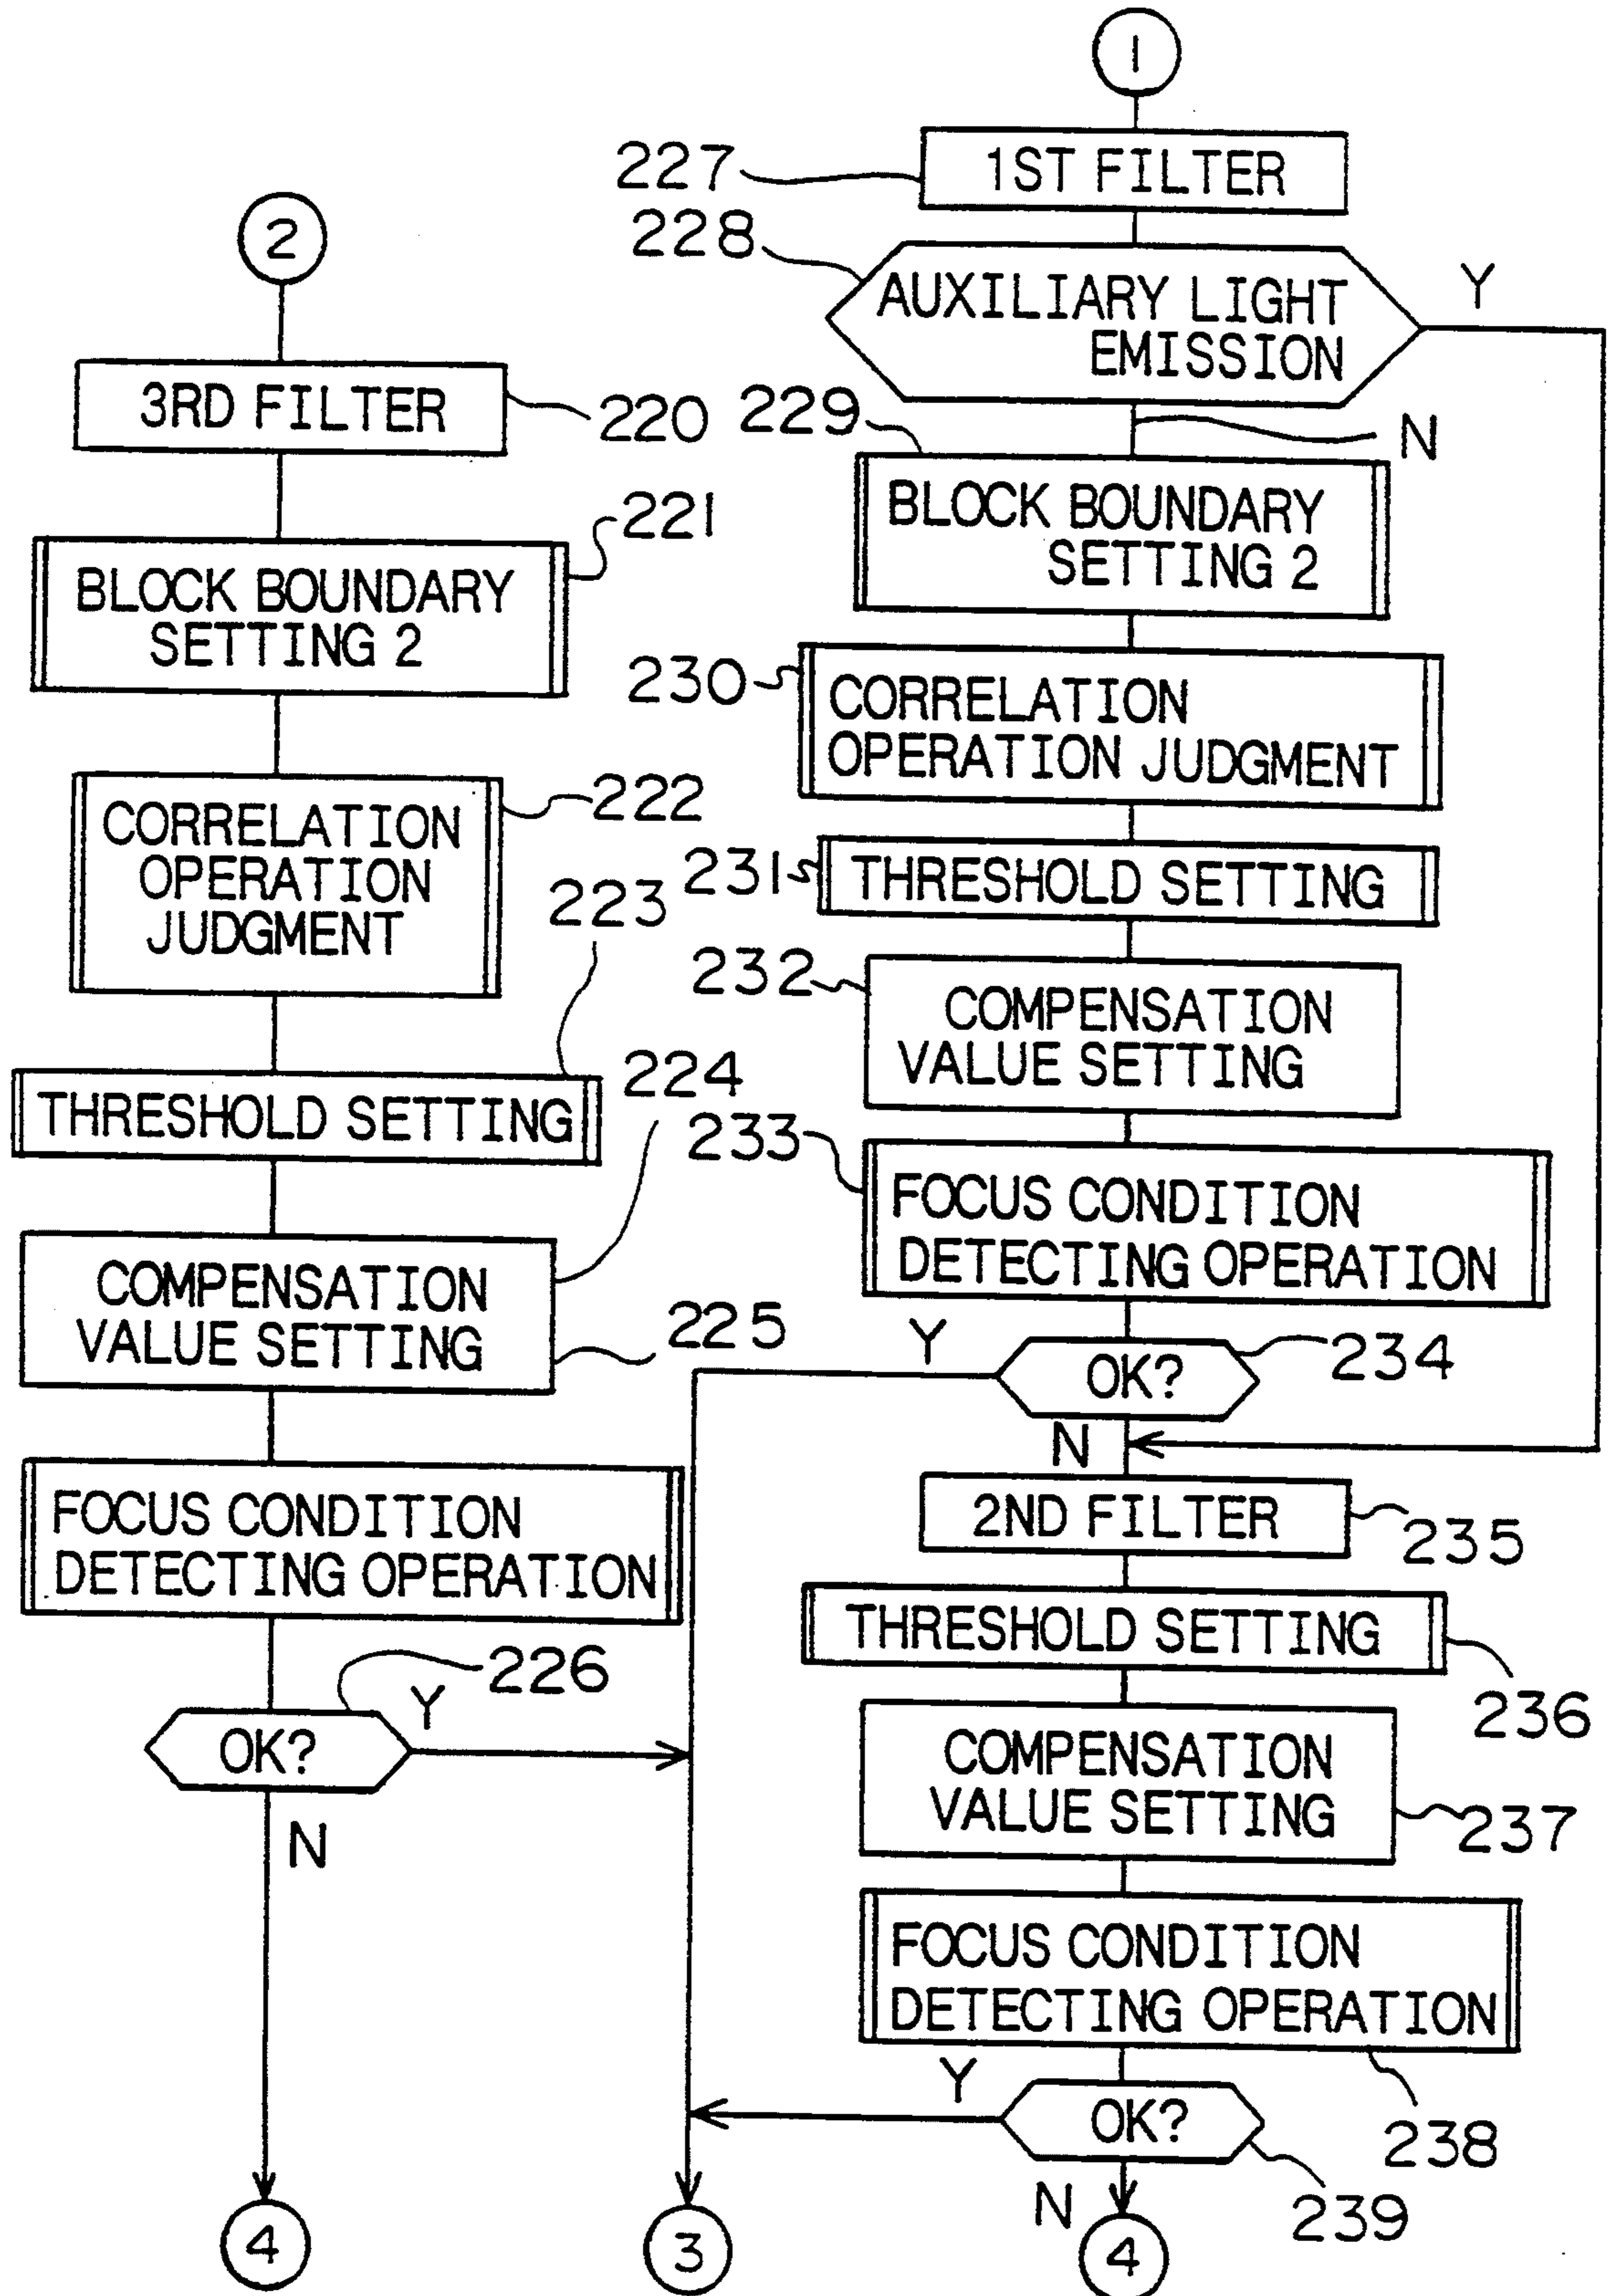 2
3RD FILTER
220
221
BLOCK BOUNDARY
SETTING 2
222
CORRELATION
OPERATION
JUDGMENT
223
THRESHOLD SETTING
224
COMPENSATION
VALUE SETTING
225
FOCUS CONDITION
DETECTING OPERATION
226
OK?
Y
N
4
3
1
227
1ST FILTER
228
AUXILIARY LIGHT
EMISSION
Y
N
229
BLOCK BOUNDARY
SETTING 2
230
CORRELATION
OPERATION JUDGMENT
231
THRESHOLD SETTING
232
COMPENSATION
VALUE SETTING
233
FOCUS CONDITION
DETECTING OPERATION
Y
OK?
234
N
2ND FILTER
235
THRESHOLD SETTING
236
COMPENSATION
VALUE SETTING
237
FOCUS CONDITION
DETECTING OPERATION
238
Y
OK?
239
N
4